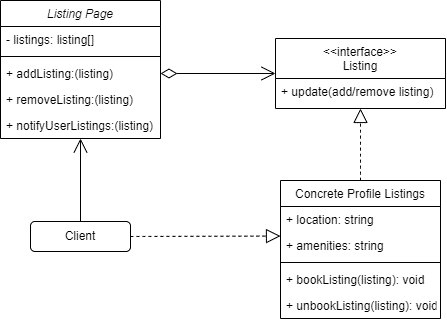 Listing Page
- listings: listing[]
+ addListing:(listing)
+ removeListing:(listing)
+ notifyUserListings:(listing)
<<interface>>
Listing
+ update(add/remove listing)
Client
Concrete Profile Listings
+ location: string
+ amenities: string
+ bookListing(listing): void
+ unbookListing(listing): void